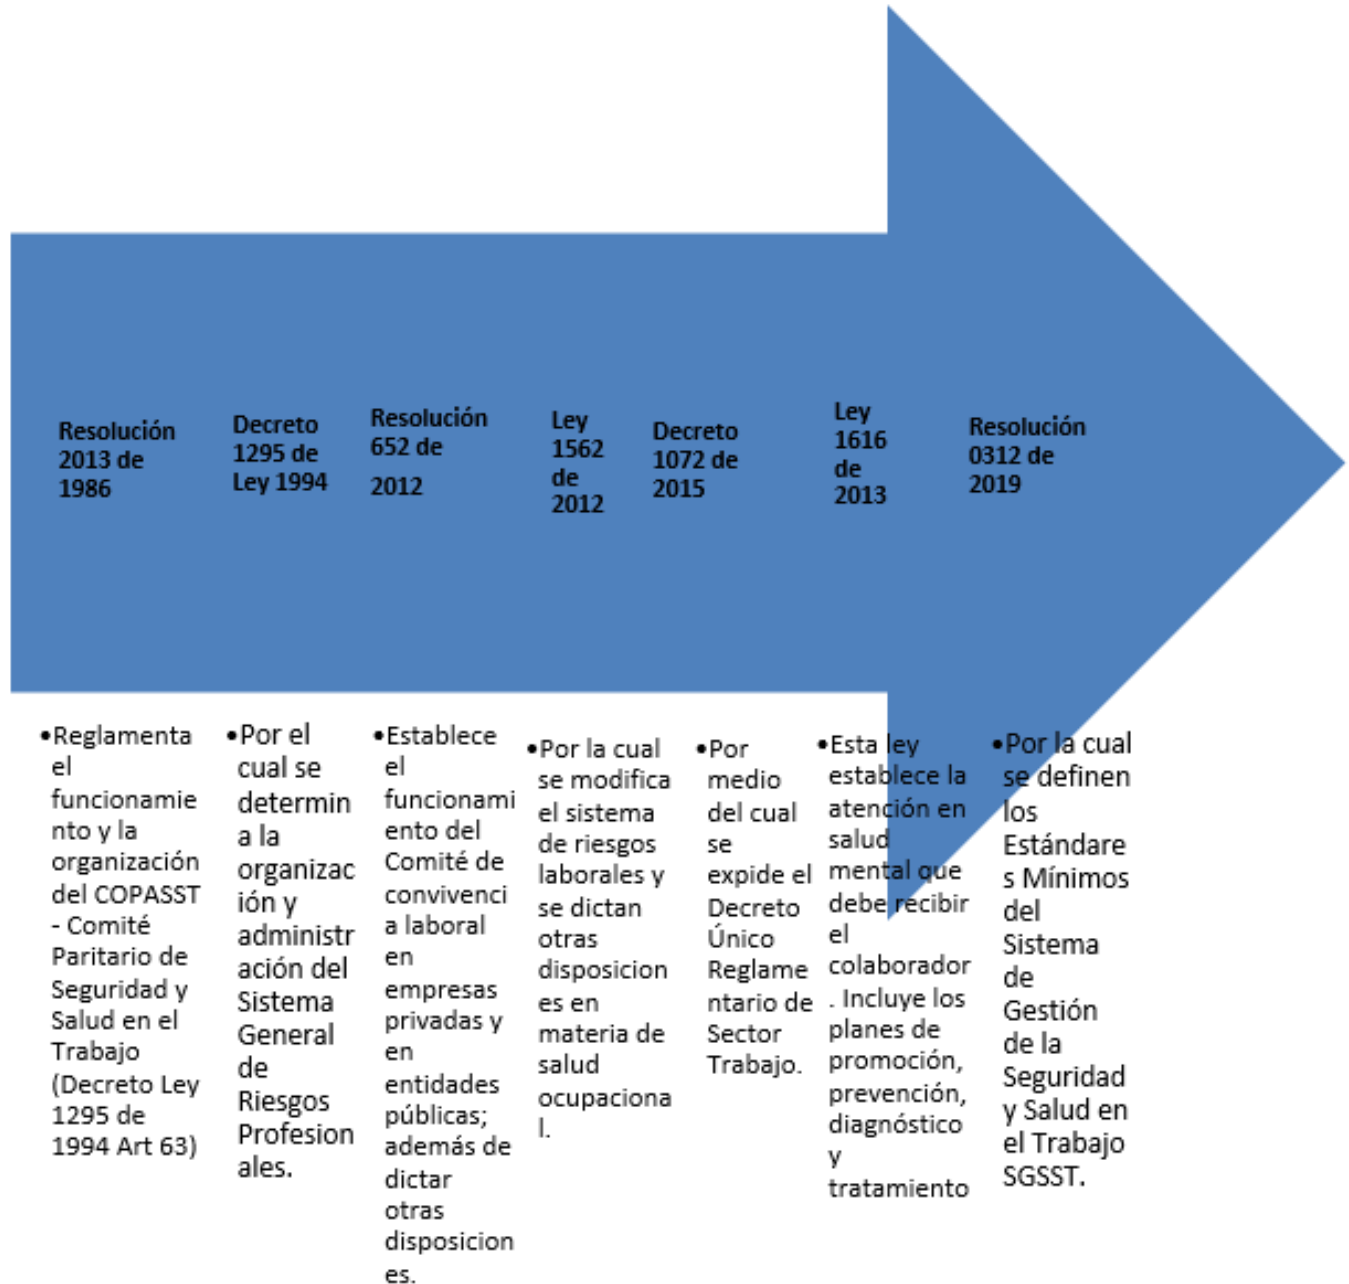 Resolución
2013 de
1986
Decreto
1295 de
Ley 1994
Resolución
652 de
2012
Ley
1562
de
2012
Decreto
1072 de
2015
Ley
1616
de
2013
Resolución
0312 de
2019
•Reglamenta
el
funcionamie
nto y la
organización
del COPASST
- Comité
Paritario de
Seguridad y
Salud en el
Trabajo
(Decreto Ley
1295 de
1994 Art 63)
•Por el
cual se
determin
a la
organizac
ión y
administr
ación del
Sistema
General
de
Riesgos
Profesion
ales.
•Establece
el
funcionami
ento del
Comité de
convivenci
a laboral
en
empresas
privadas y
en
entidades
públicas;
además de
dictar
otras
disposicion
es.
•Por la cual
se modifica
el sistema
de riesgos
laborales y
se dictan
otras
disposicion
es en
materia de
salud
ocupaciona
l.
•Por
medio
del cual
se
expide el
Decreto
Único
Reglame
ntario de
Sector
Trabajo.
•Esta ley
establece la
atención en
salud
mental que
debe recibir
el
colaborador
. Incluye los
planes de
promoción,
prevención,
diagnóstico
y
tratamiento
•Por la cual
se definen
los
Estándare
s Mínimos
del
Sistema
de
Gestión
de la
Seguridad
y Salud en
el Trabajo
SGSST.